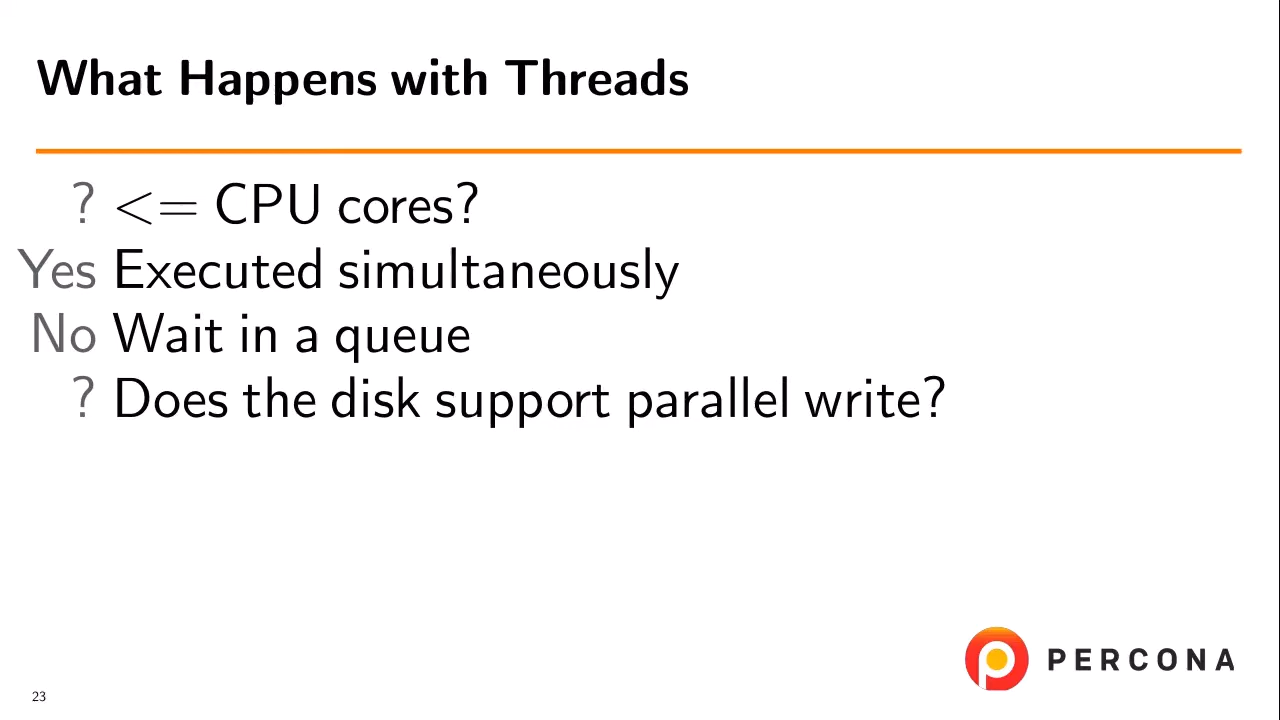 What Happens with Threads
? <= CPU cores?
Yes Executed simultaneously
No Wait in a queue
? Does the disk support parallel write?
PERCONA
23